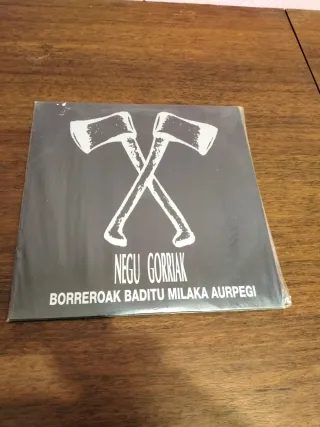 NEGU GORRIAK
BORREROAK BADITU MILAKA AURPEGI